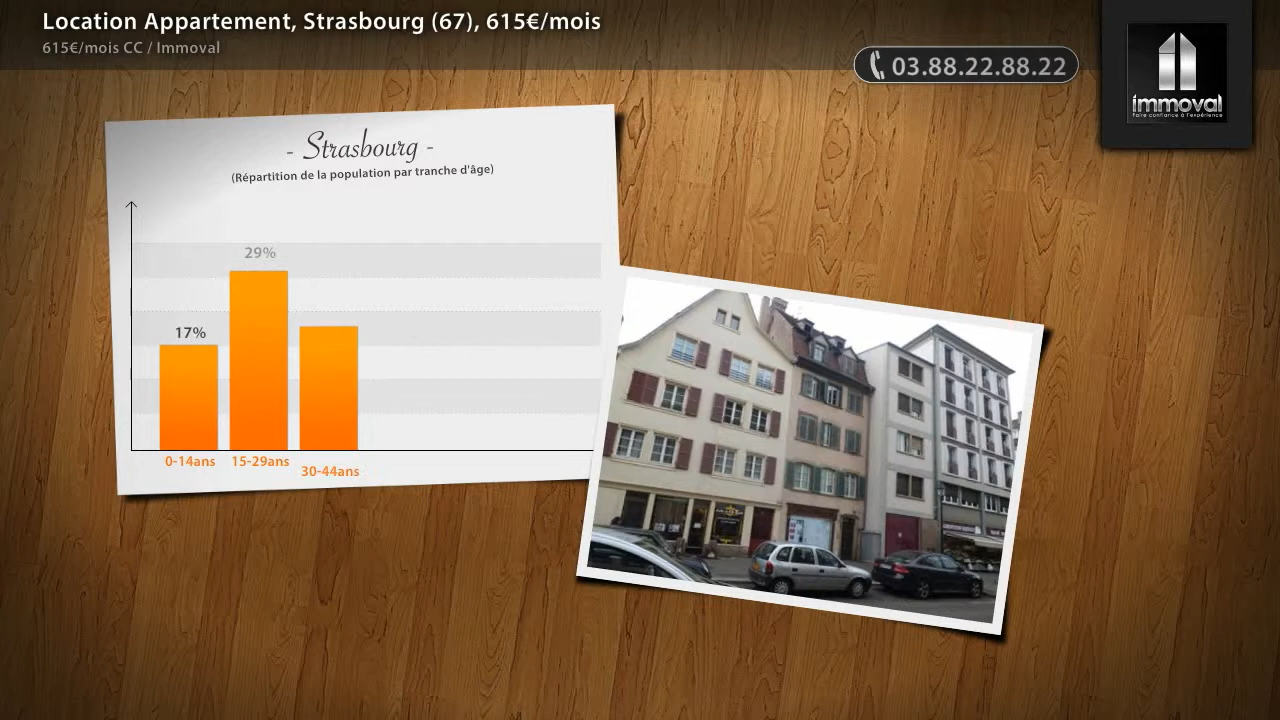 Location Appartement, Strasbourg (67), 615€/mois
615€/mois CC / Immoval
03.88.22.88.22
immoval
faire confiance à l'expérience
- Strasbourg -
(Répartition de la population par tranche d'âge)
29%
17%
0-14ans 15-29ans 30-44ans